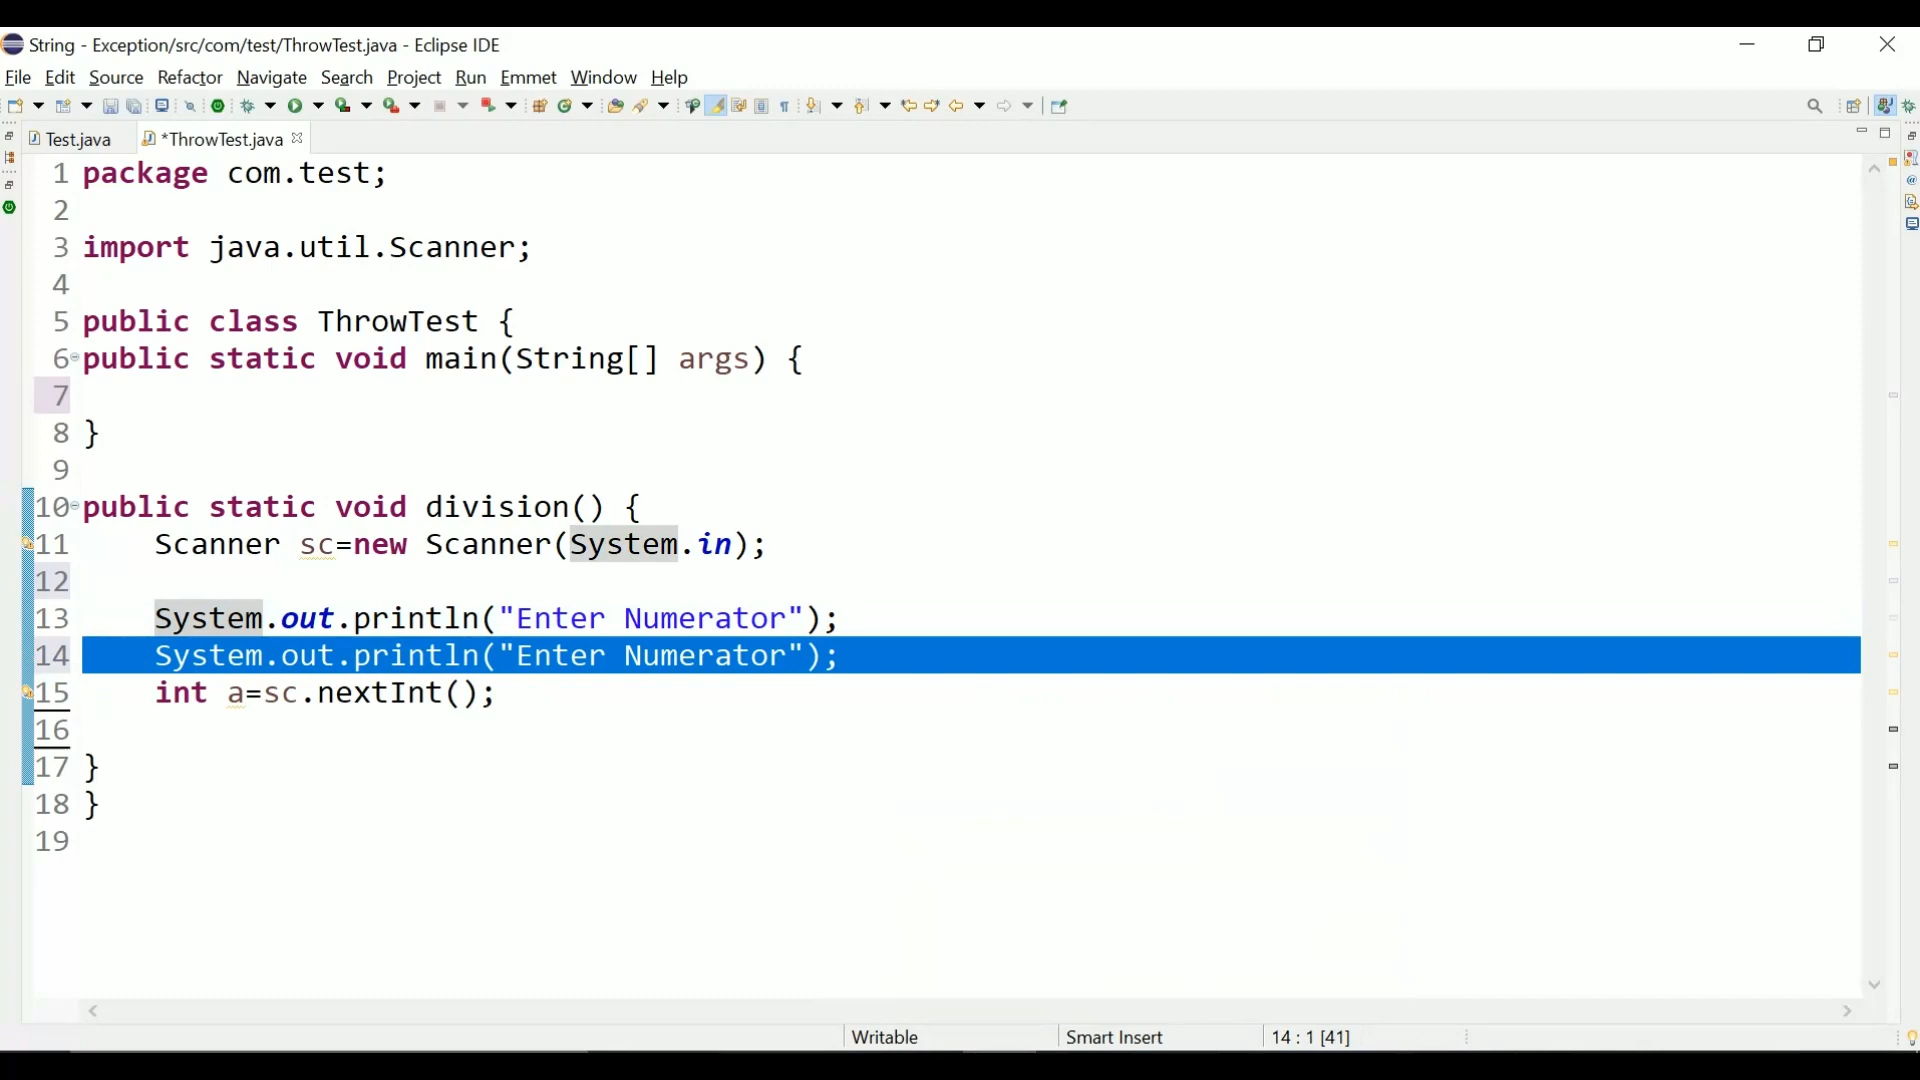 String - Exception/src/com/test/ThrowTest.java - Eclipse IDE
File Edit Source Refactor Navigate Search Project Run Emmet Window Help
Test.java *ThrowTest.java
1 package com.test;
2
3 import java.util.Scanner;
4
5 public class ThrowTest {
6 public static void main(String[] args) {
7
8 }
9
10 public static void division() {
11 Scanner sc=new Scanner(System.in);
12
13 System.out.println("Enter Numerator");
14 System.out.println("Enter Numerator");
15 int a=sc.nextInt();
16
17 }
18 }
19
Writable Smart Insert 14 : 1 [41]